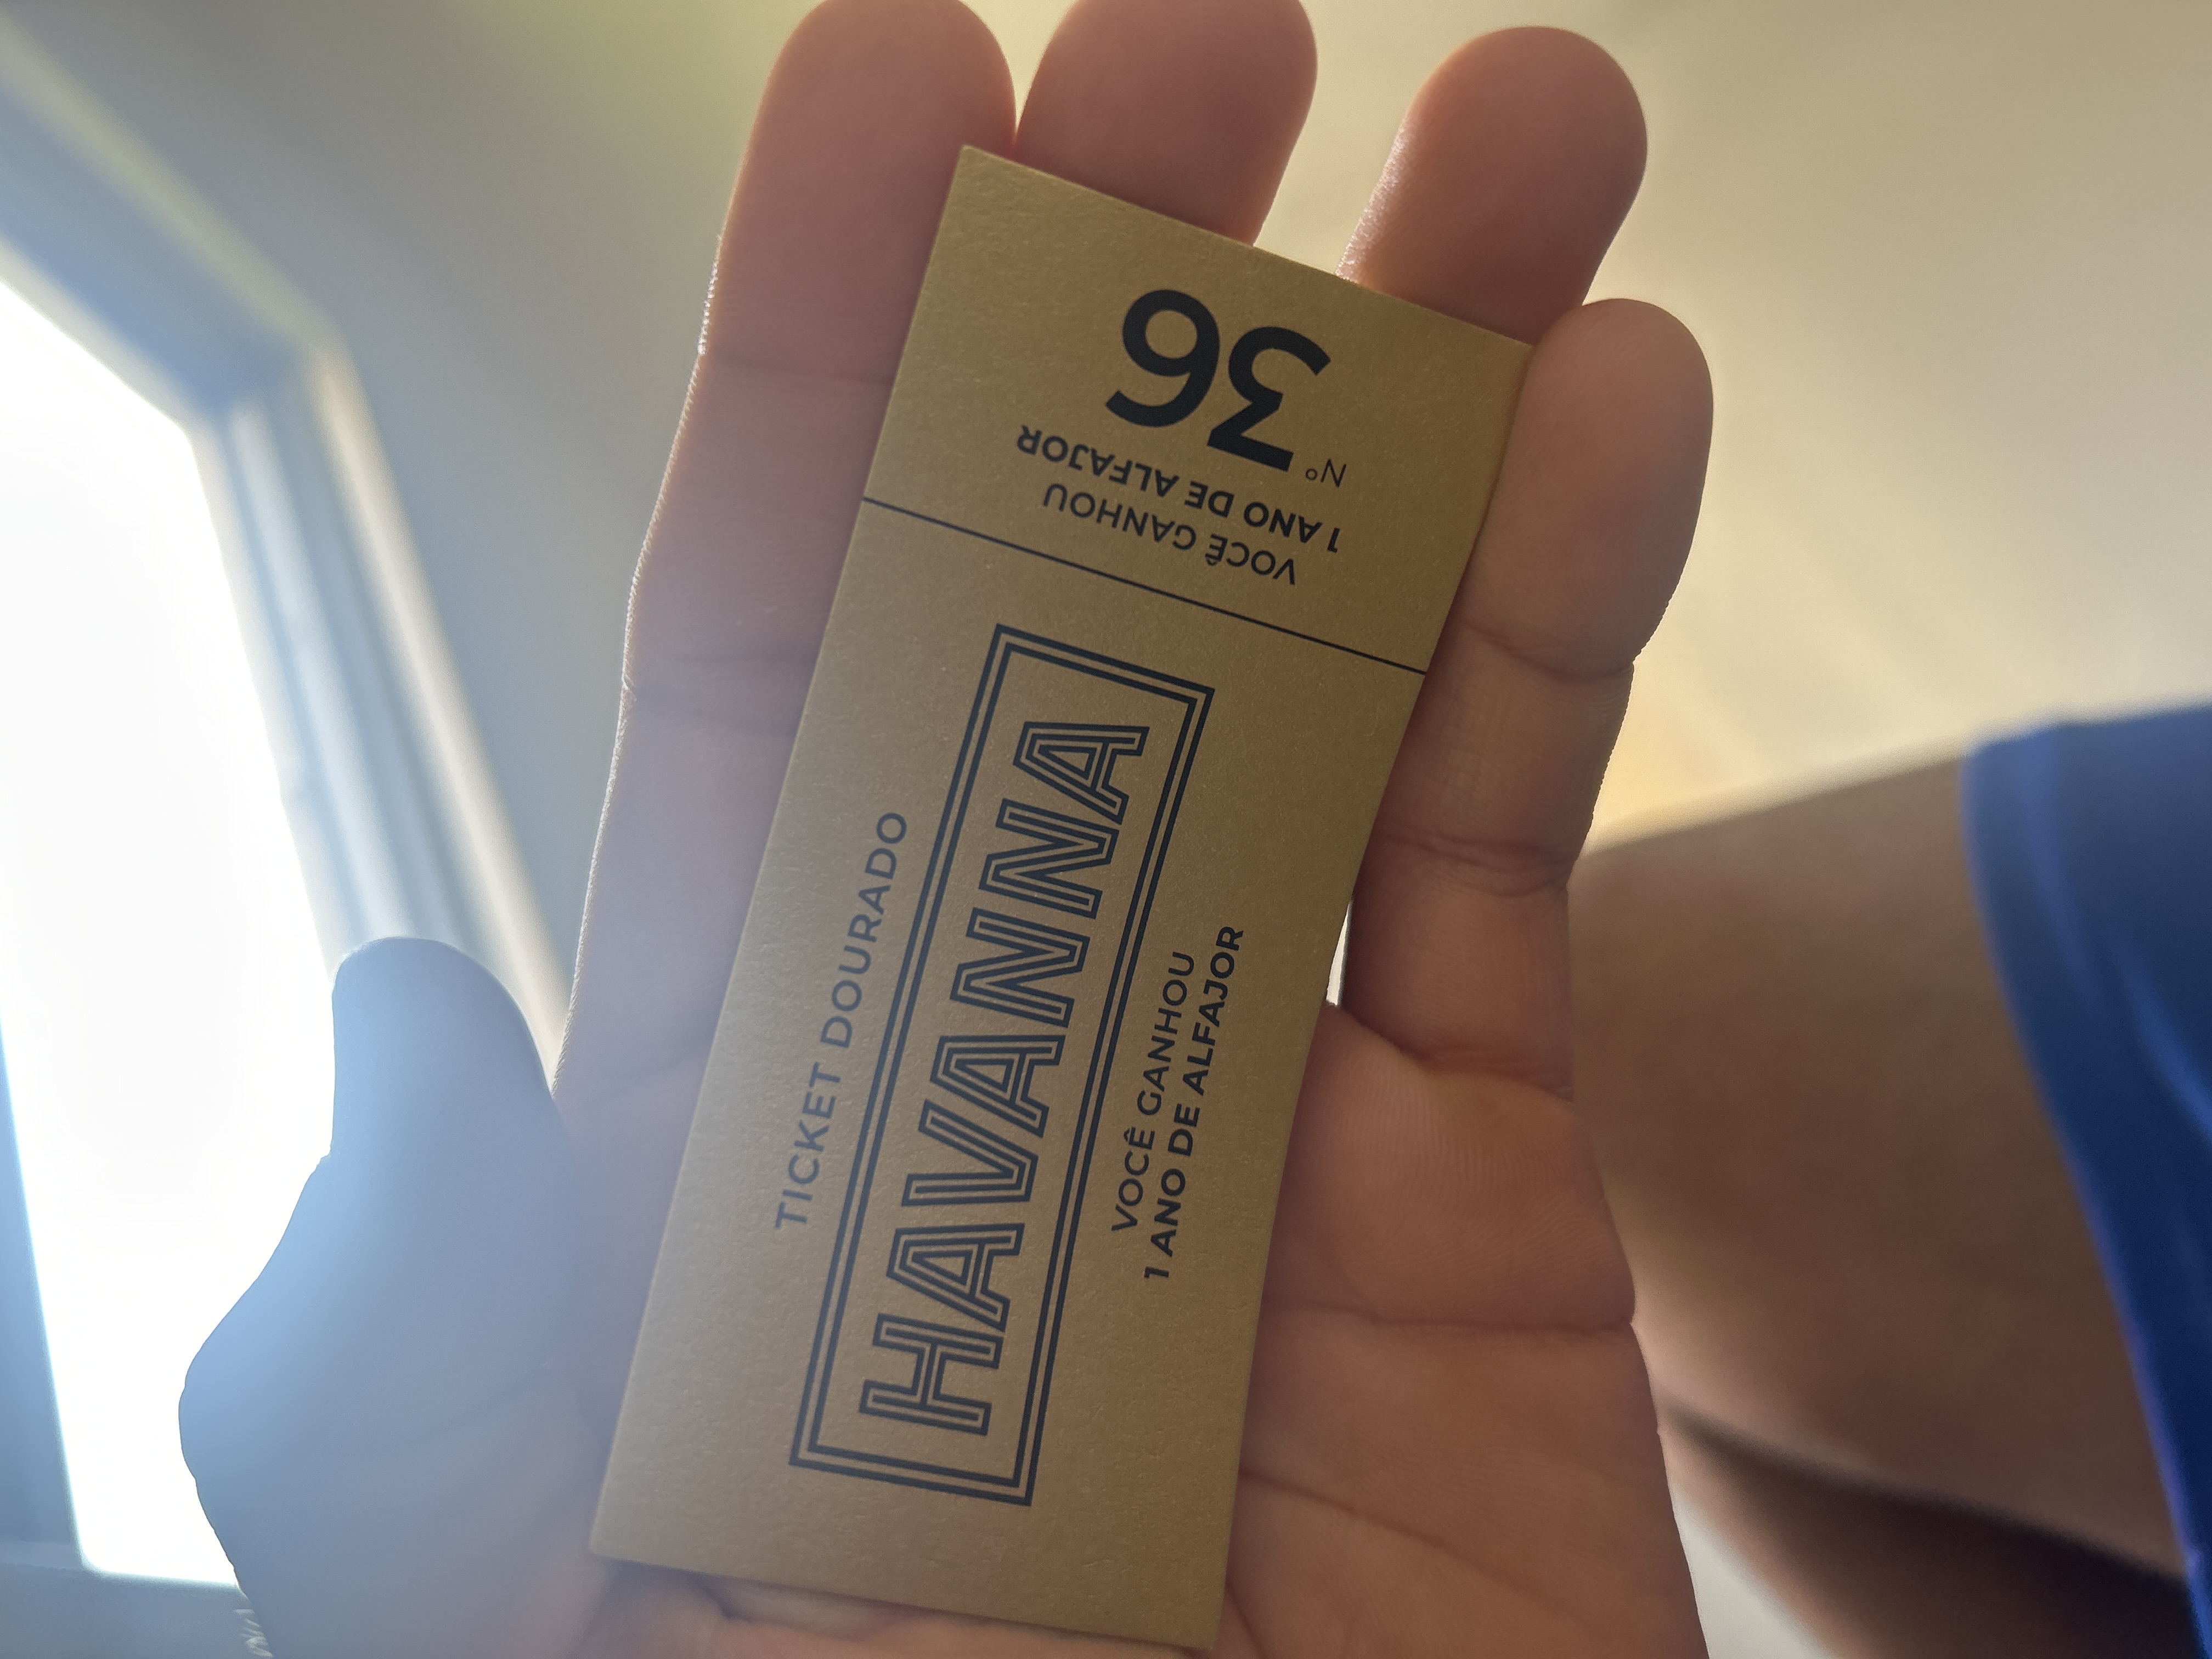 TICKET DOURADO
HAVANNA
VOCÊ GANHOU
1 ANO DE ALFAJOR
VOCÊ GANHOU
1 ANO DE ALFAJOR
Nº 36